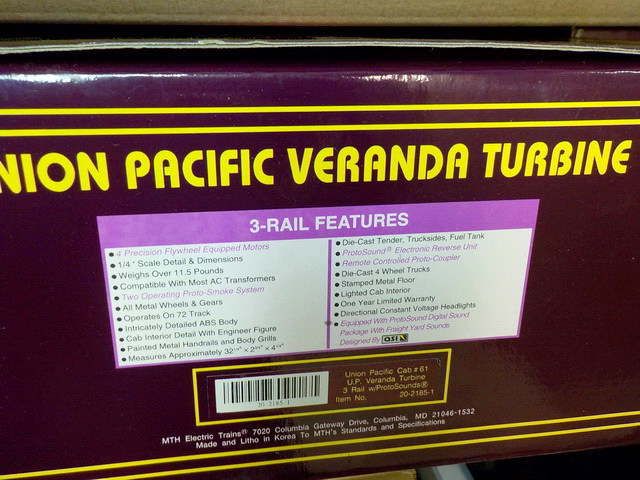 NION PACIFIC VERANDA TURBINE
3-RAIL FEATURES
• 4 Precision Flywheel Equipped Motors
• 1/4" Scale Detail & Dimensions
• Weighs Over 11.5 Pounds
• Compatible With Most AC Transformers
• Two Operating Proto-Smoke System
• All Metal Wheels & Gears
• Operates On 72 Track
• Intricately Detailed ABS Body
• Cab Interior Detail With Engineer Figure
• Painted Metal Handrails and Body Grills
• Measures Approximately
• Die-Cast Tender, Trucksides, Fuel Tank
• ProtoSound® Electronic Reverse Unit
• Remote Controlled Proto-Coupler
• Die-Cast 4 Wheel Trucks
• Stamped Metal Floor
• Lighted Cab Interior
• One Year Limited Warranty
• Directional Constant Voltage Headlights
• Equipped With ProtoSound Digital Sound
Package With Freight Yard Sounds
Designed By QSI
20-2185-1
Union Pacific Cab # 61
U.P. Veranda Turbine
3 Rail w/ProtoSounds®
Item No. 20-2185-1
MTH Electric Trains® 7020 Columbia Gateway Drive, Columbia, MD 21046-1532
Made and Litho in Korea To MTH's Standards and Specifications